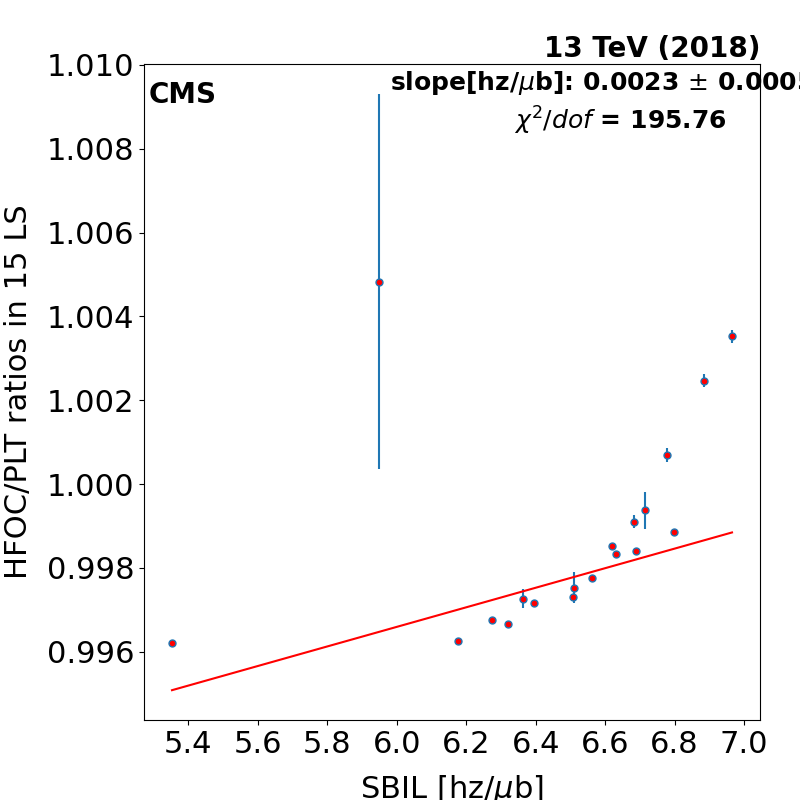 13 TeV (2018)
CMS
slope[hz/μb]: 0.0023 ± 0.0005
χ²/dof = 195.76
HFOC/PLT ratios in 15 LS
1.010
1.008
1.006
1.004
1.002
1.000
0.998
0.996
5.4 5.6 5.8 6.0 6.2 6.4 6.6 6.8 7.0
SBIL [hz/μb]